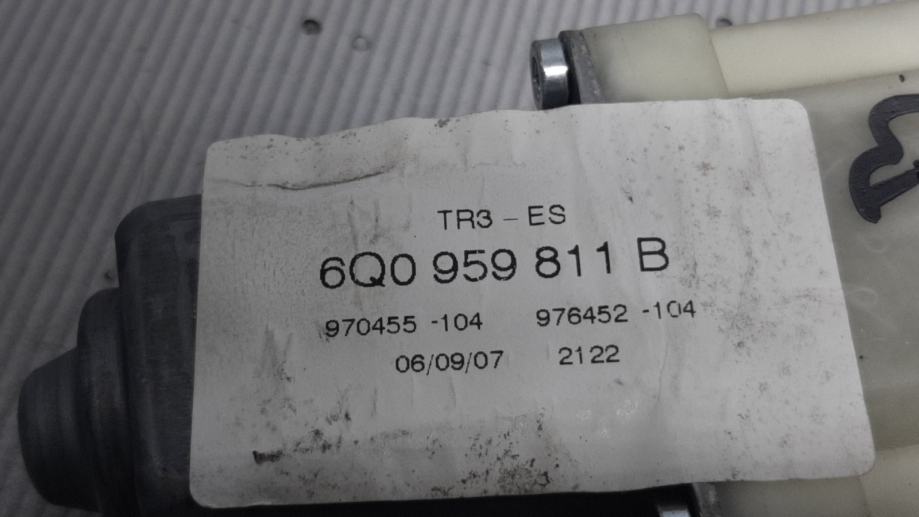 TR3 - ES
6Q0 959 811 B
970455 -104 976452 -104
06/09/07 2122
B